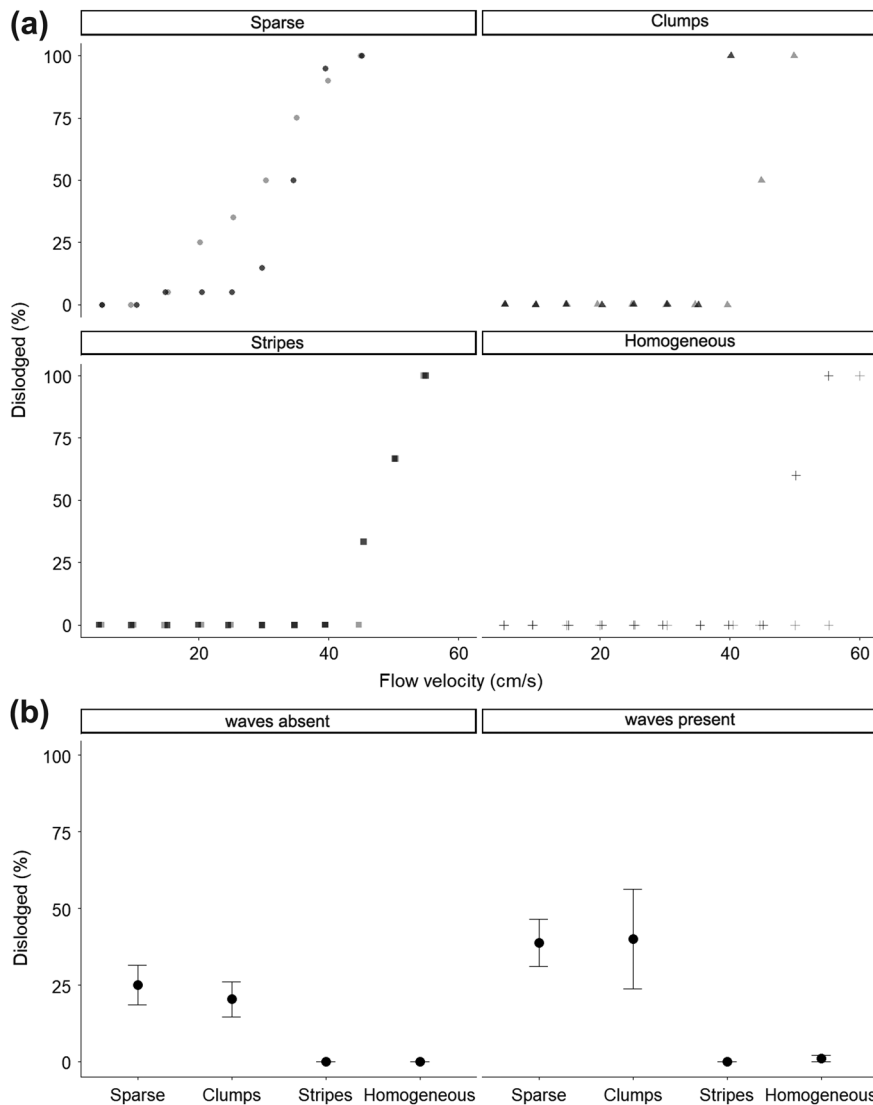 (a)
Sparse
Clumps
100
75
50
25
0
Dislodged (%)
Stripes
Homogeneous
100
75
50
25
0
20 40 60 20 40 60
Flow velocity (cm/s)
(b)
waves absent
waves present
100
75
50
25
0
Dislodged (%)
Sparse Clumps Stripes Homogeneous Sparse Clumps Stripes Homogeneous